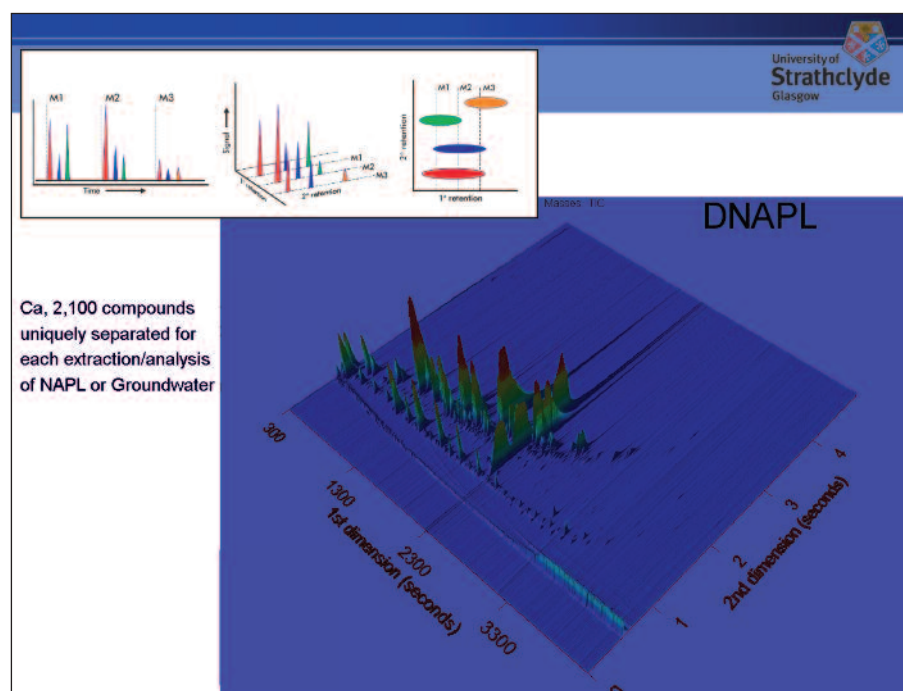 University of
Strathclyde
Glasgow
M1
M2
M3
Time
Signal
M1
M2
M3
1° retention
2° retention
M1
M2
M3
2° retention
1° retention
Masses: TIC
DNAPL
Ca, 2,100 compounds
uniquely separated for
each extraction/analysis
of NAPL or Groundwater
300
1300
2300
3300
1st dimension (seconds)
1
2
3
4
2nd dimension (seconds)